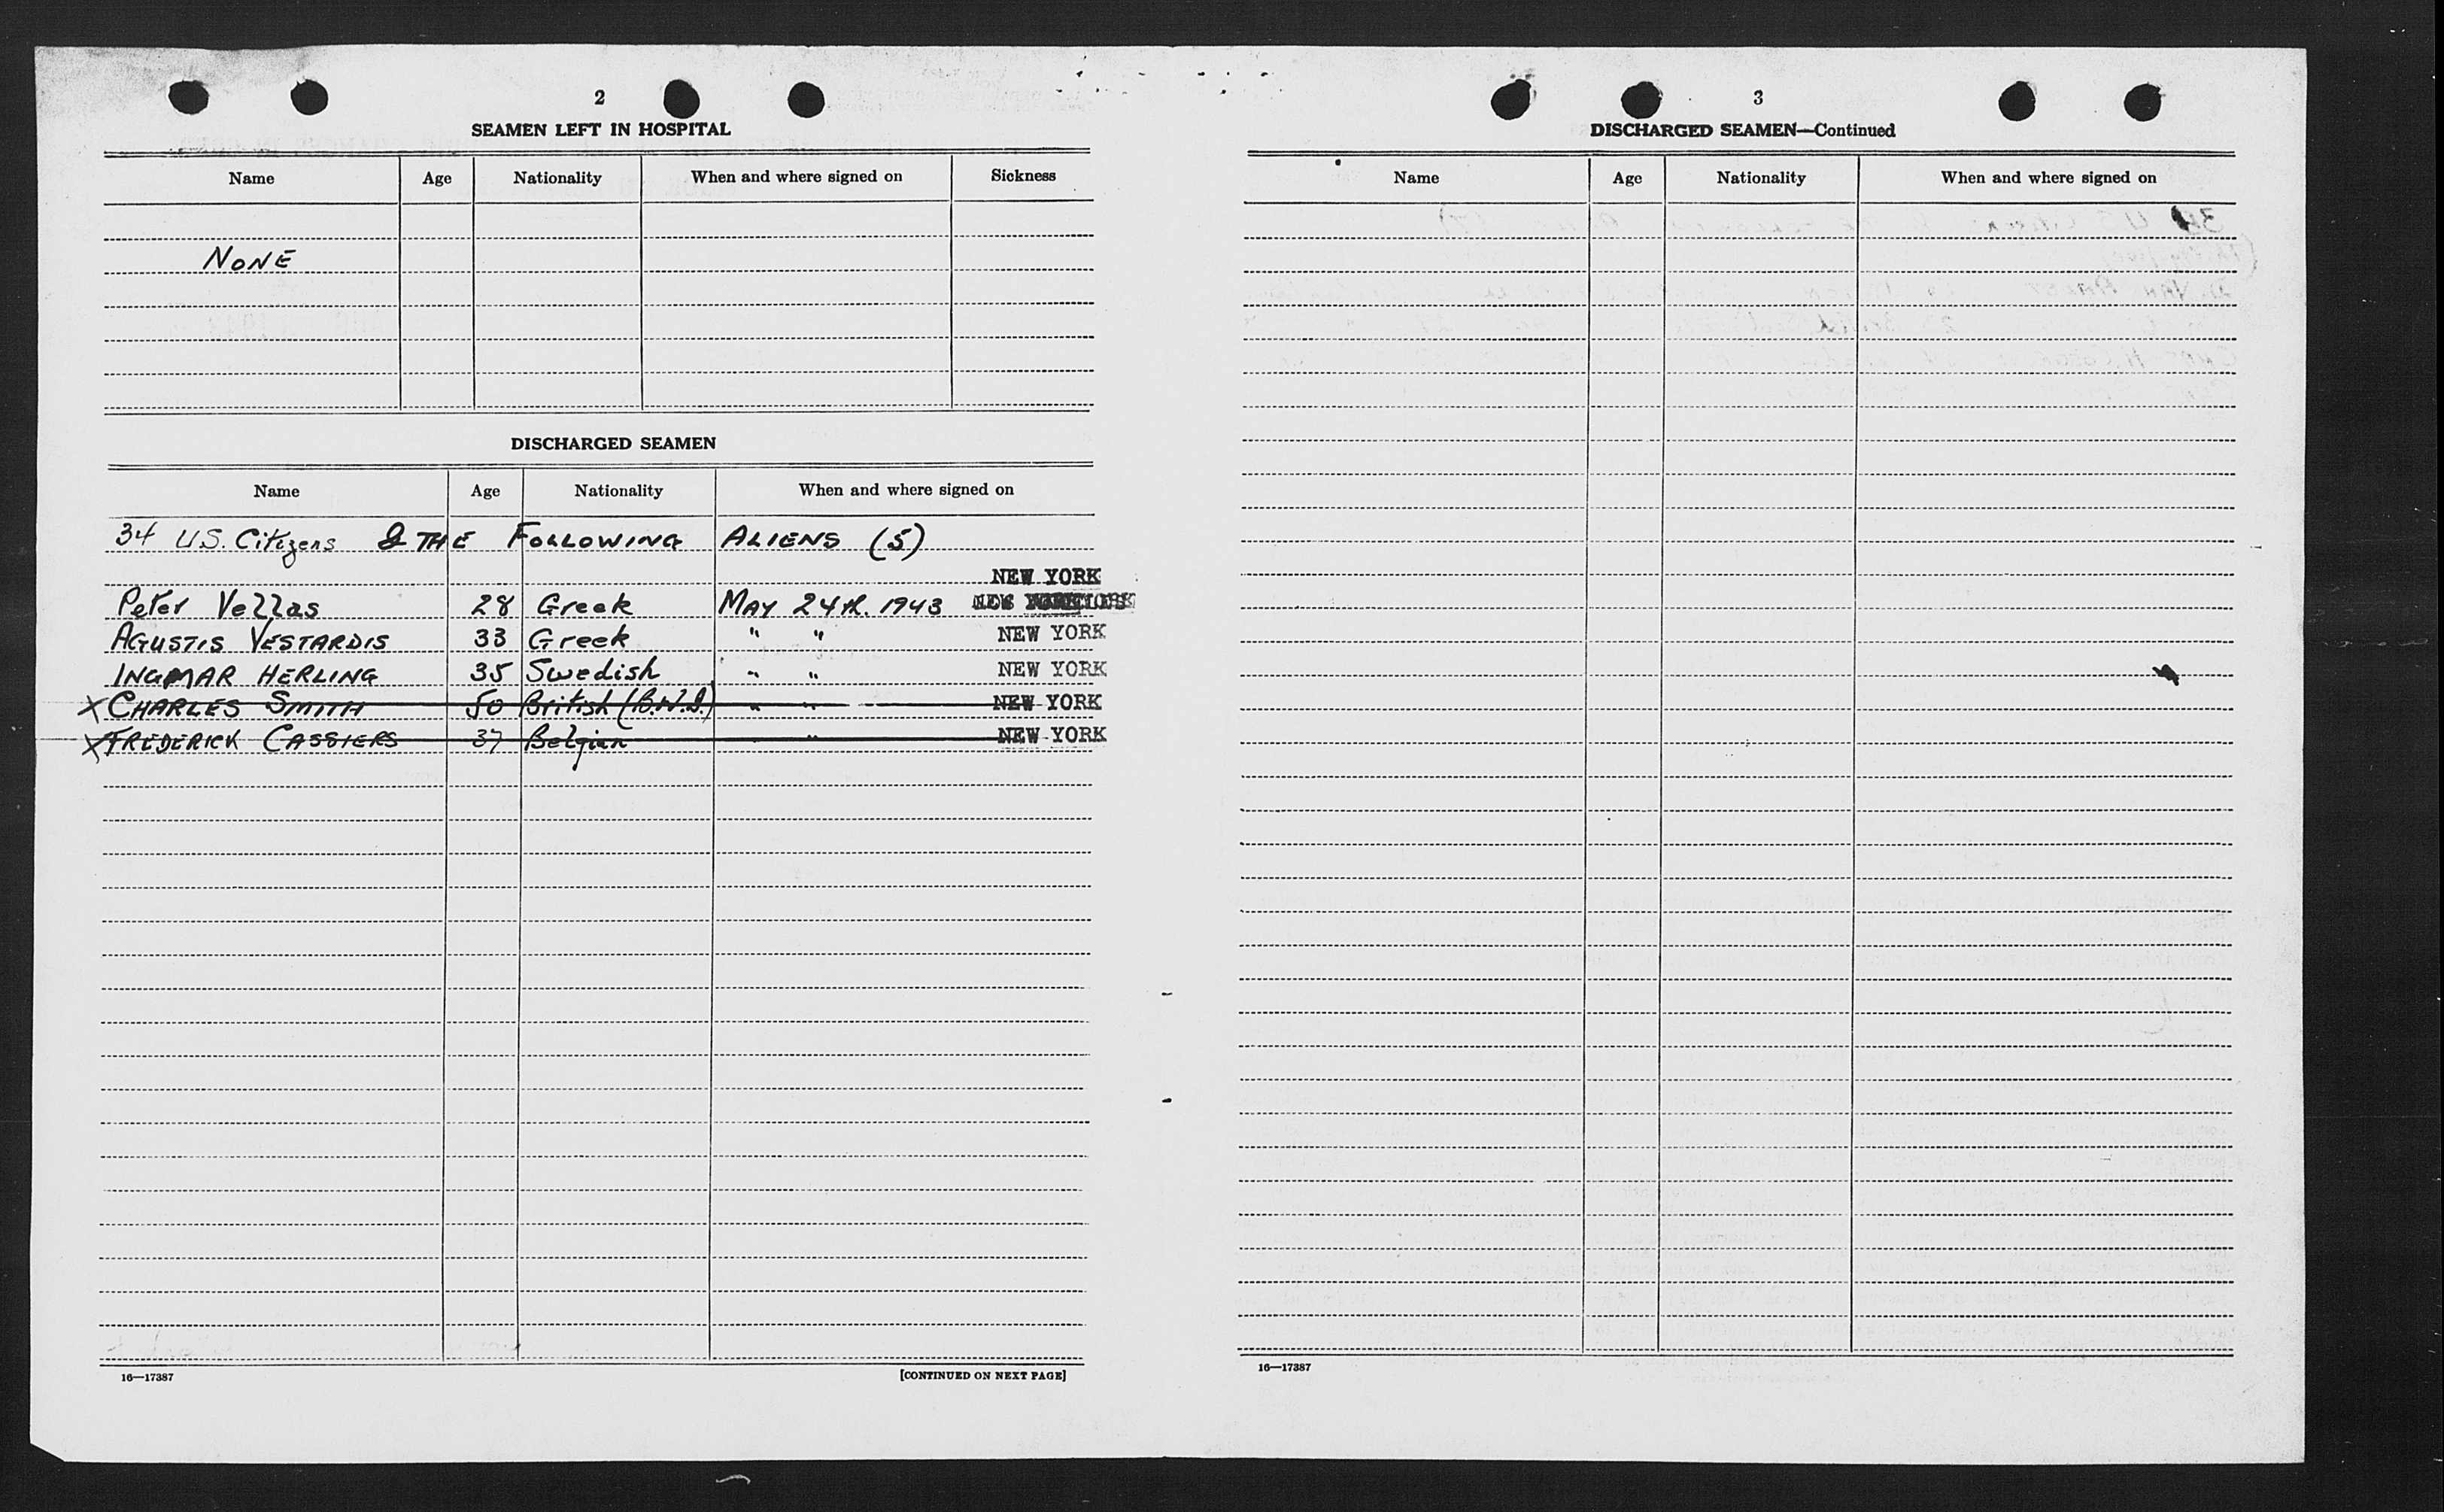 2
SEAMEN LEFT IN HOSPITAL
Name Age Nationality When and where signed on Sickness
NONE
DISCHARGED SEAMEN
Name Age Nationality When and where signed on
34 U.S. Citizens & THE FOLLOWING ALIENS (5)
NEW YORK
Peter Vellas 28 Greek MAY 24th. 1943 NEW
AGUSTIS VESTARDIS 33 Greek " " NEW YORK
INGMAR HERLING 35 Swedish " " NEW YORK
X CHARLES SMITH 50 British (B.W.I.) " " NEW YORK
X FREDERICK CASSIERS 37 Belgian " NEW YORK
16—17387 [CONTINUED ON NEXT PAGE]
3
DISCHARGED SEAMEN—Continued
Name Age Nationality When and where signed on
16—17387